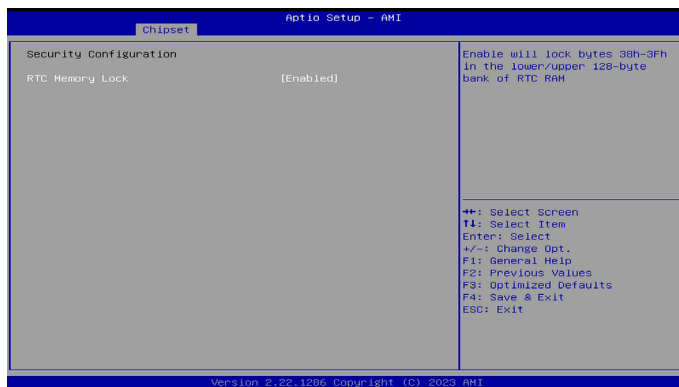 Aptio Setup – AMI
Chipset
Security Configuration
RTC Memory Lock [Enabled]
Enable will lock bytes 38h-3Fh
in the lower/upper 128-byte
bank of RTC RAM
→←: Select Screen
↑↓: Select Item
Enter: Select
+/-: Change Opt.
F1: General Help
F2: Previous Values
F3: Optimized Defaults
F4: Save & Exit
ESC: Exit
Version 2.22.1286 Copyright (C) 2023 AMI